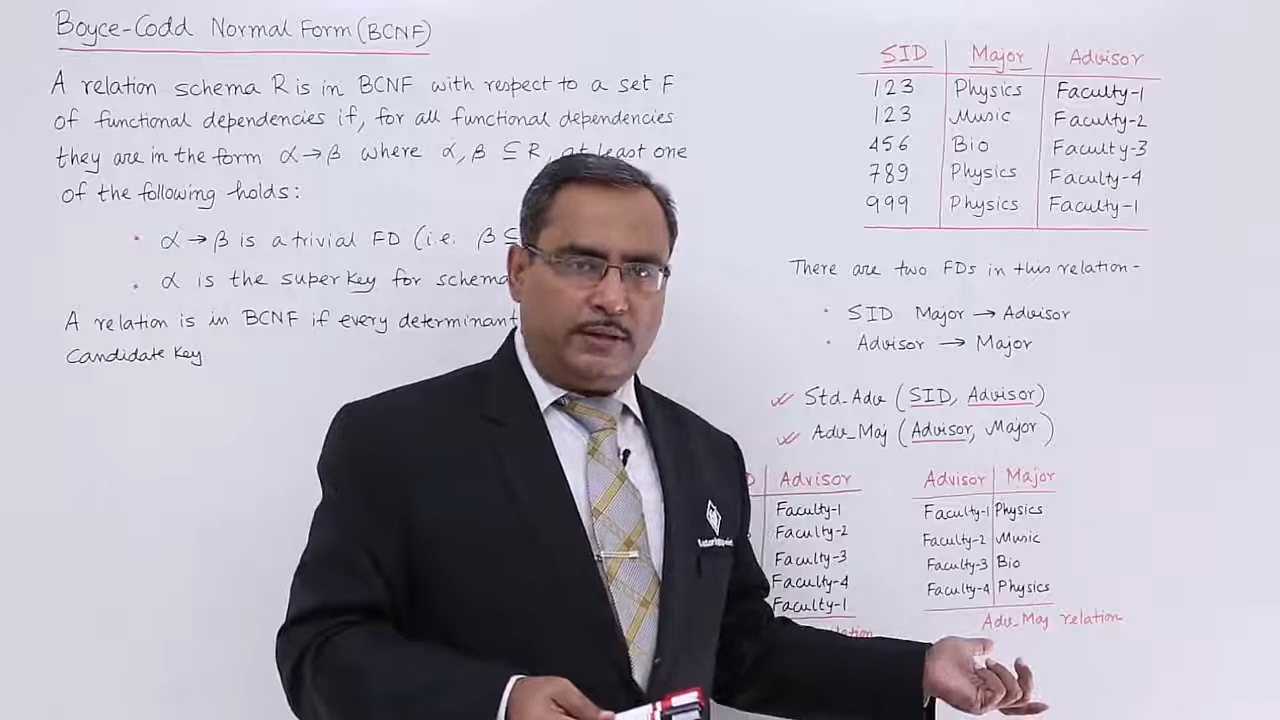 Boyce-Codd Normal Form (BCNF)
A relation schema R is in BCNF with respect to a set F
of functional dependencies if, for all functional dependencies
they are in the form α→β where α, β ⊆ R, at least one
of the following holds:
• α→β is a trivial FD (i.e. β ⊆
• α is the superkey for schema
A relation is in BCNF if every determinant
Candidate Key
SID Major Advisor
123 Physics Faculty-1
123 Music Faculty-2
456 Bio Faculty-3
789 Physics Faculty-4
999 Physics Faculty-1
There are two FDs in this relation-
• SID Major → Advisor
• Advisor → Major
Std_Adv (SID, Advisor)
Adv_Maj (Advisor, Major)
D Advisor
Faculty-1
Faculty-2
Faculty-3
Faculty-4
Faculty-1
Advisor Major
Faculty-1 Physics
Faculty-2 Music
Faculty-3 Bio
Faculty-4 Physics
Adv_Maj relation